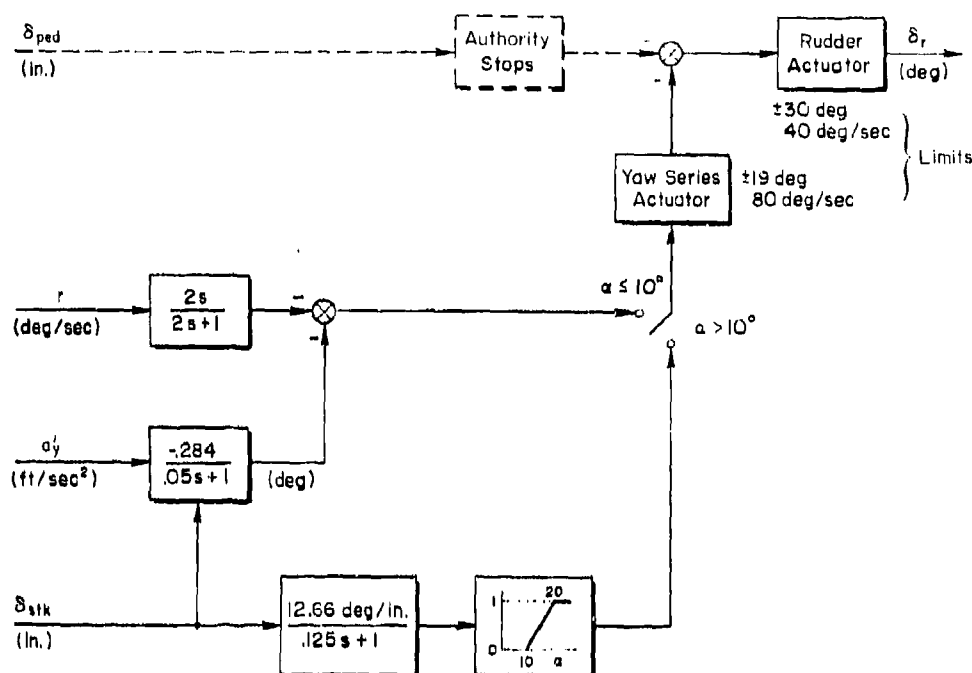 δped
(in.)
Authority
Stops
-
-
Rudder
Actuator
δr
(deg)
±30 deg
40 deg/sec
Limits
Yaw Series
Actuator
±19 deg
80 deg/sec
r
(deg/sec)
2s
2s+1
-
-
α ≤ 10°
α > 10°
a'y
(ft/sec²)
-.284
.05s+1
(deg)
δstk
(in.)
12.66 deg/in.
.125s+1
1
0
20
10
α